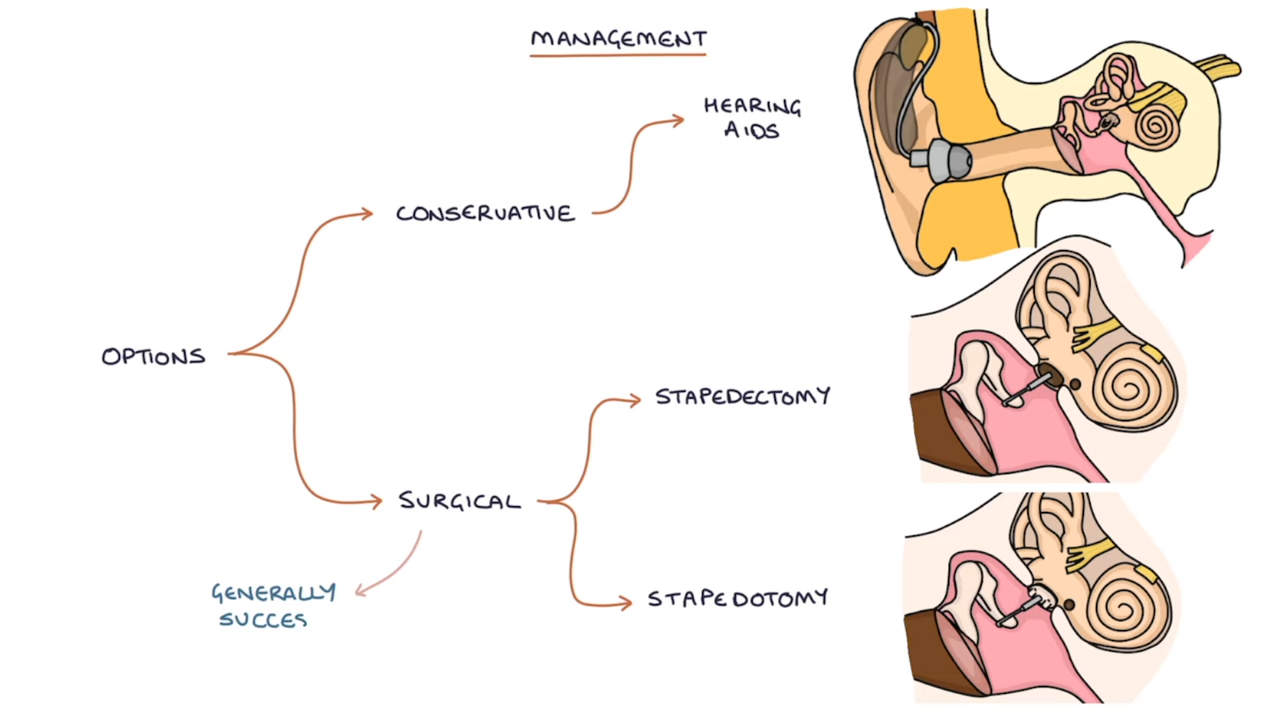 MANAGEMENT
HEARING
AIDS
CONSERVATIVE
OPTIONS
STAPEDECTOMY
SURGICAL
GENERALLY
SUCCES
STAPEDOTOMY